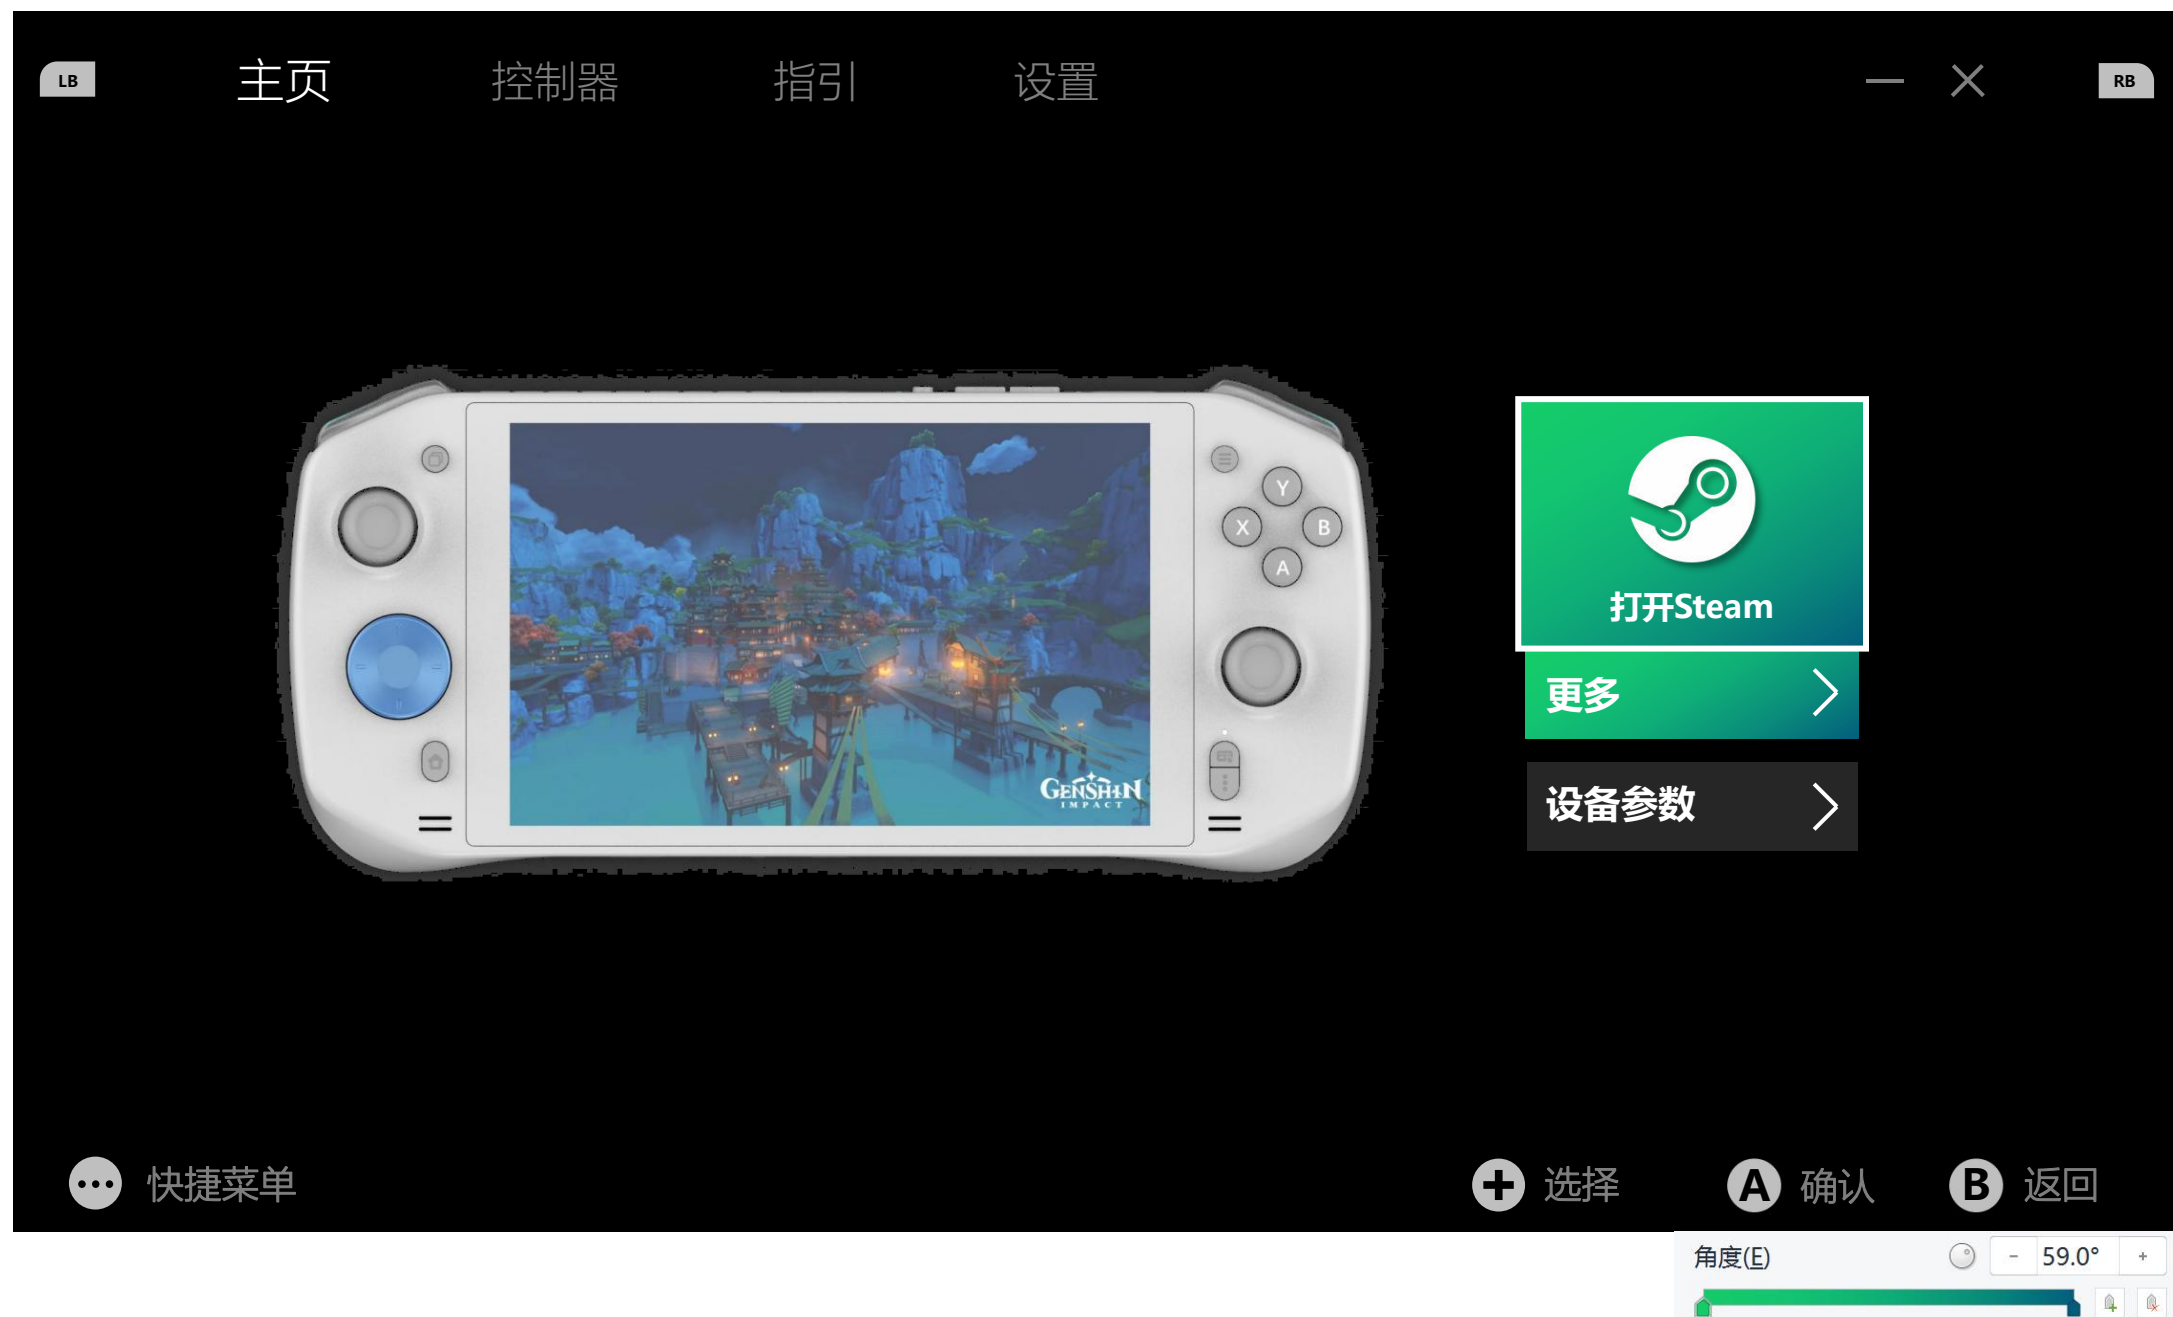 LB
主页
控制器
指引
设置
RB
Y
X
B
A
GENSHIN
IMPACT
打开Steam
更多
设备参数
快捷菜单
选择
A
确认
B
返回
角度(E)
- 59.0° +